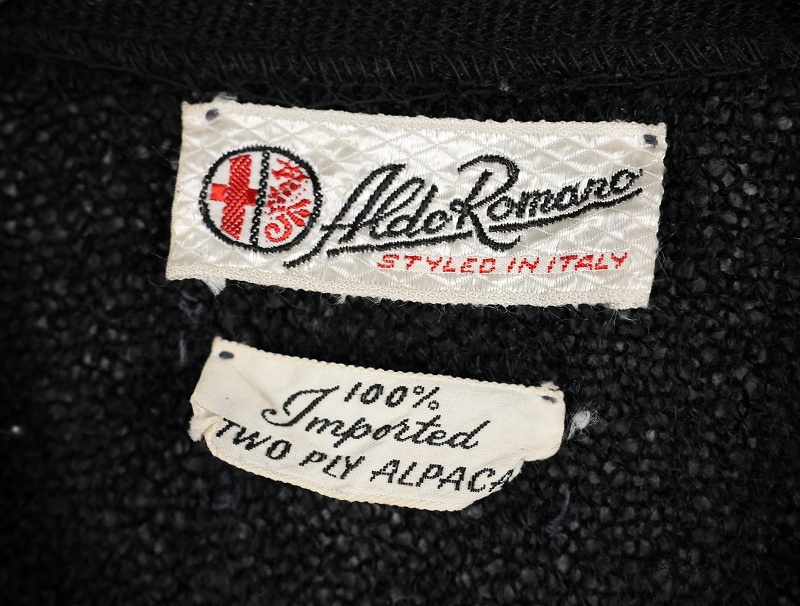 Aldo Romano
STYLED IN ITALY
100%
Imported
TWO PLY ALPACA